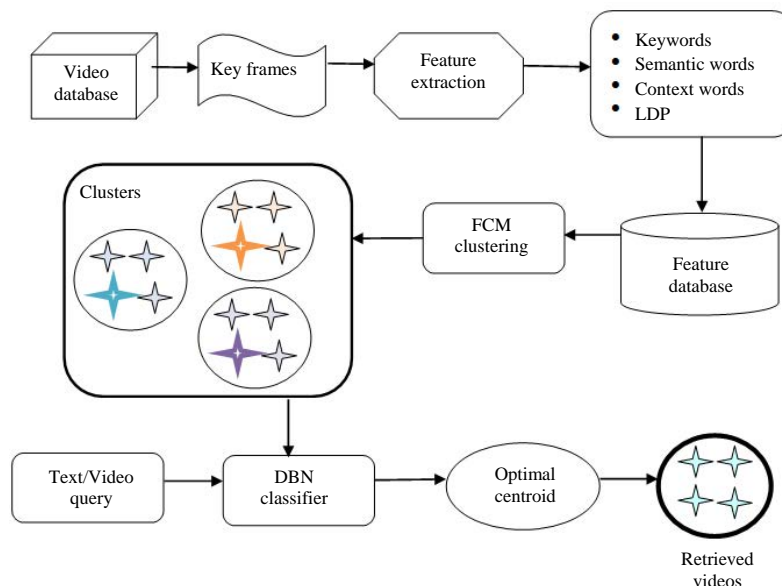 Video
database
Key frames
Feature
extraction
• Keywords
• Semantic words
• Context words
• LDP
Clusters
FCM
clustering
Feature
database
Text/Video
query
DBN
classifier
Optimal
centroid
Retrieved
videos